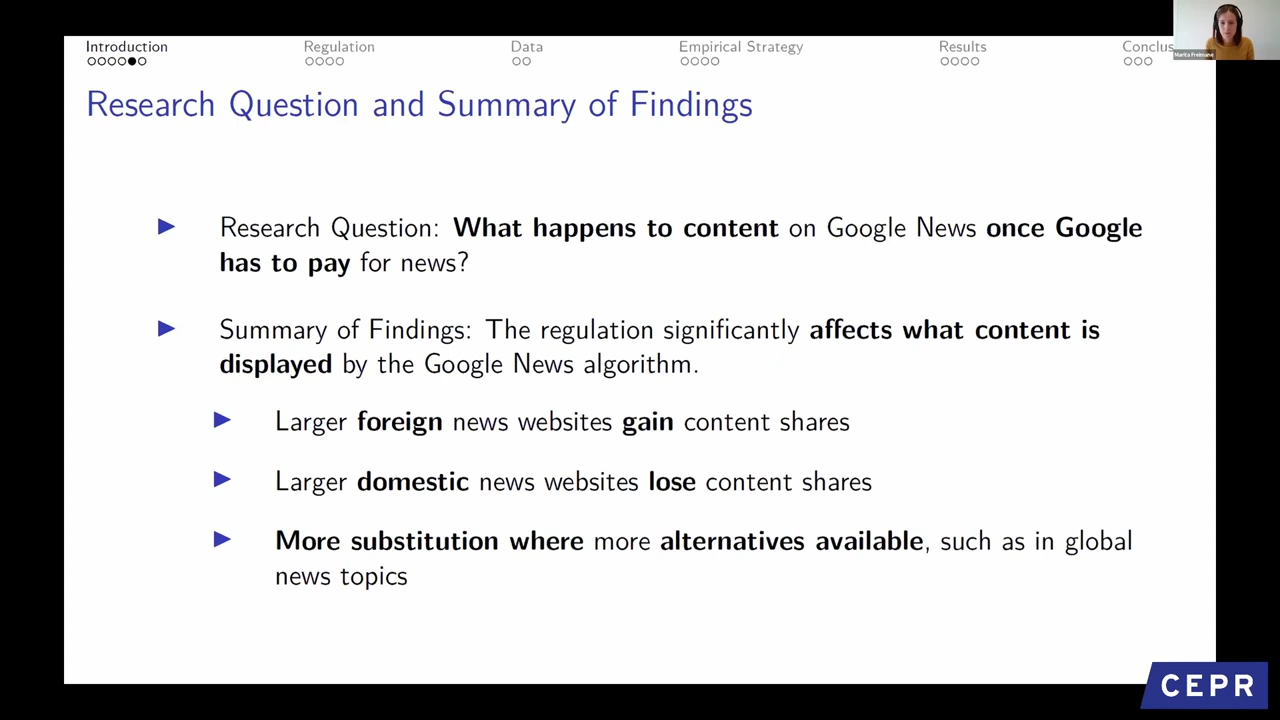 Introduction Regulation Data Empirical Strategy Results Conclus
Marita Freimane
Research Question and Summary of Findings
Research Question: What happens to content on Google News once Google
has to pay for news?
Summary of Findings: The regulation significantly affects what content is
displayed by the Google News algorithm.
Larger foreign news websites gain content shares
Larger domestic news websites lose content shares
More substitution where more alternatives available, such as in global
news topics
CEPR